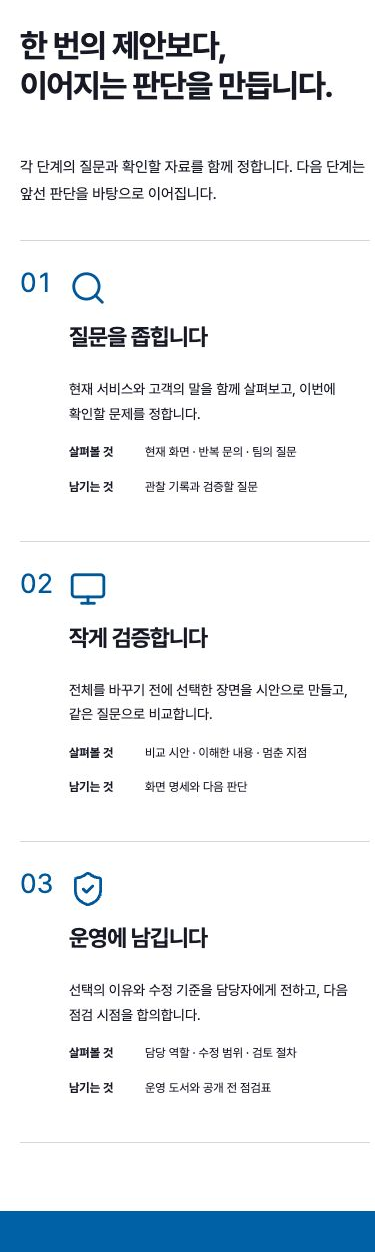 한 번의 제안보다,
이어지는 판단을 만듭니다.
각 단계의 질문과 확인할 자료를 함께 정합니다. 다음 단계는
앞선 판단을 바탕으로 이어집니다.
01
질문을 좁힙니다
현재 서비스와 고객의 말을 함께 살펴보고, 이번에
확인할 문제를 정합니다.
살펴볼 것 현재 화면 · 반복 문의 · 팀의 질문
남기는 것 관찰 기록과 검증할 질문
02
작게 검증합니다
전체를 바꾸기 전에 선택한 장면을 시안으로 만들고,
같은 질문으로 비교합니다.
살펴볼 것 비교 시안 · 이해한 내용 · 멈춘 지점
남기는 것 화면 명세와 다음 판단
03
운영에 남깁니다
선택의 이유와 수정 기준을 담당자에게 전하고, 다음
점검 시점을 합의합니다.
살펴볼 것 담당 역할 · 수정 범위 · 검토 절차
남기는 것 운영 도서와 공개 전 점검표